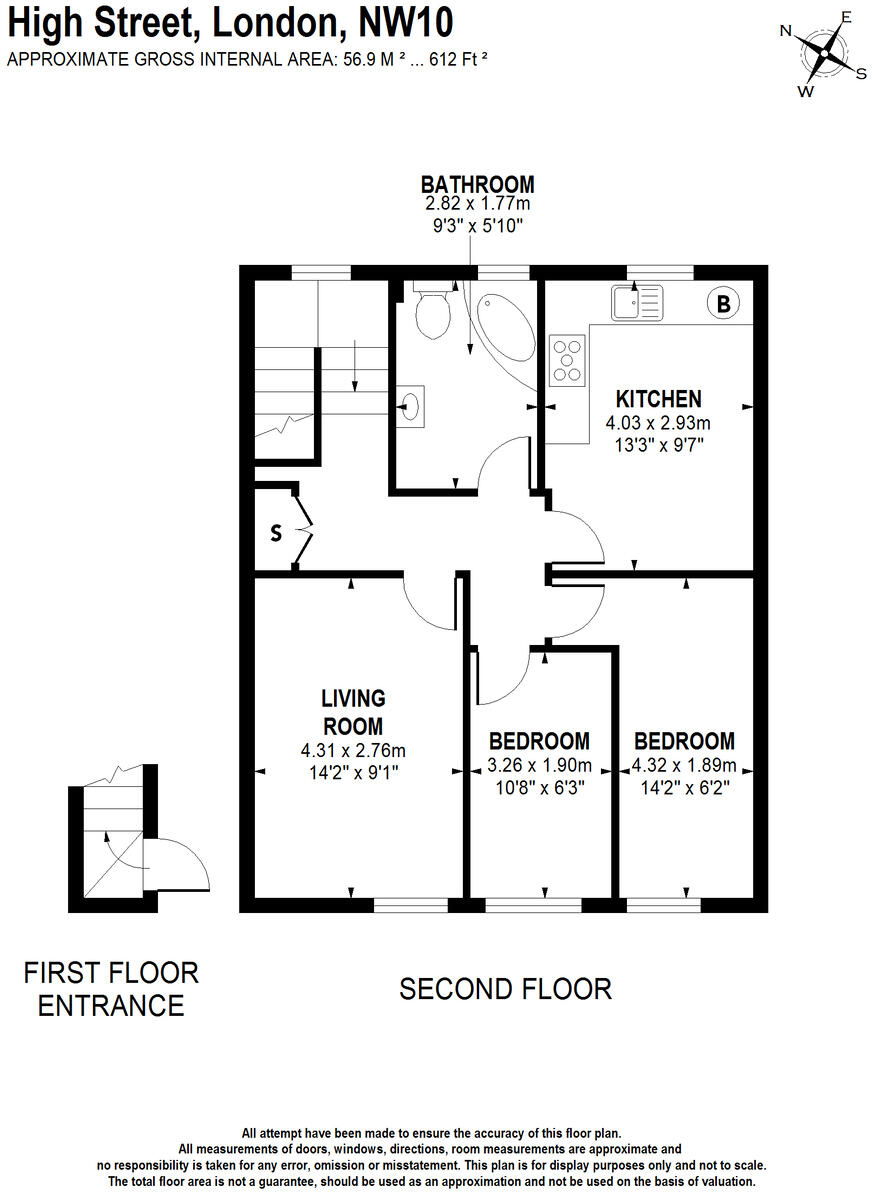 High Street, London, NW10
APPROXIMATE GROSS INTERNAL AREA: 56.9 M ² ... 612 Ft ²
N
E
S
W
BATHROOM
2.82 x 1.77m
9'3" x 5'10"
B
KITCHEN
4.03 x 2.93m
13'3" x 9'7"
S
LIVING
ROOM
4.31 x 2.76m
14'2" x 9'1"
BEDROOM
3.26 x 1.90m
10'8" x 6'3"
BEDROOM
4.32 x 1.89m
14'2" x 6'2"
FIRST FLOOR
ENTRANCE
SECOND FLOOR
All attempt have been made to ensure the accuracy of this floor plan.
All measurements of doors, windows, directions, room measurements are approximate and
no responsibility is taken for any error, omission or misstatement. This plan is for display purposes only and not to scale.
The total floor area is not a guarantee, should be used as an approximation and not be used on the basis of valuation.